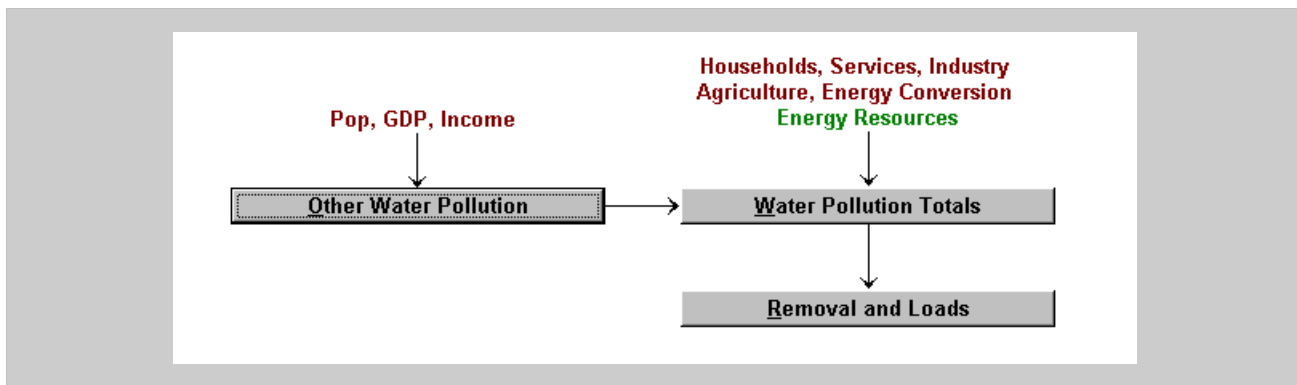 Households, Services, Industry
Agriculture, Energy Conversion
Energy Resources
Pop, GDP, Income
Other Water Pollution
Water Pollution Totals
Removal and Loads